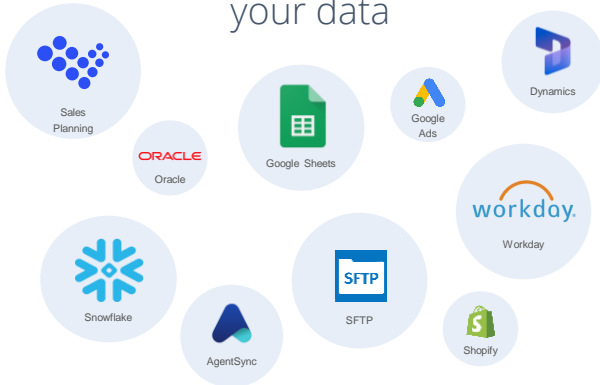 your data
Sales
Planning
ORACLE
Oracle
Google Sheets
Google
Ads
Dynamics
workday.
Workday
Snowflake
AgentSync
SFTP
SFTP
Shopify